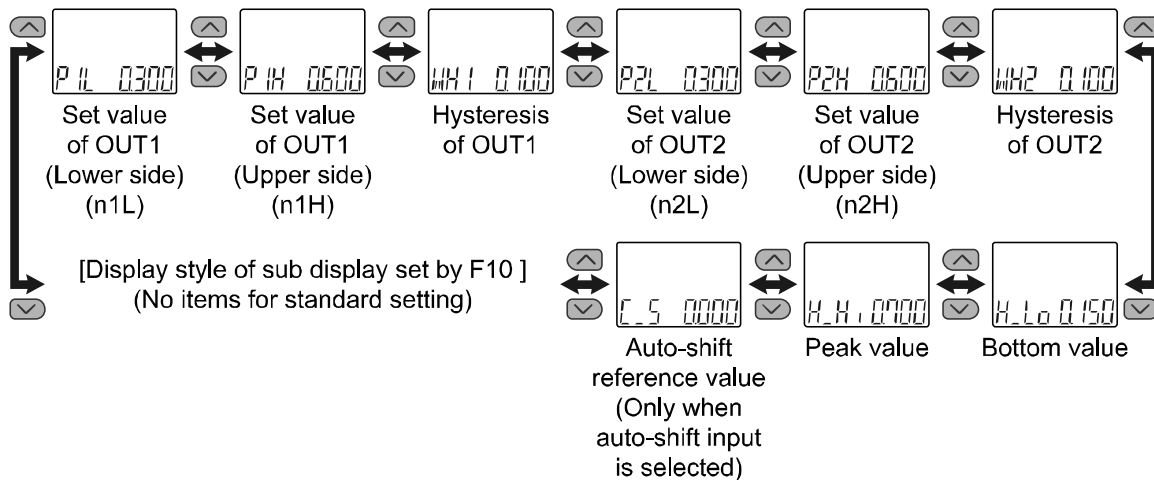 P1L 0.300
P1H 0.600
WH1 0.100
P2L 0.300
P2H 0.600
WH2 0.100
Set value
of OUT1
(Lower side)
(n1L)
Set value
of OUT1
(Upper side)
(n1H)
Hysteresis
of OUT1
Set value
of OUT2
(Lower side)
(n2L)
Set value
of OUT2
(Upper side)
(n2H)
Hysteresis
of OUT2
[Display style of sub display set by F10 ]
(No items for standard setting)
C_S 0.000
H_Hi 0.700
H_Lo 0.150
Auto-shift
reference value
(Only when
auto-shift input
is selected)
Peak value
Bottom value